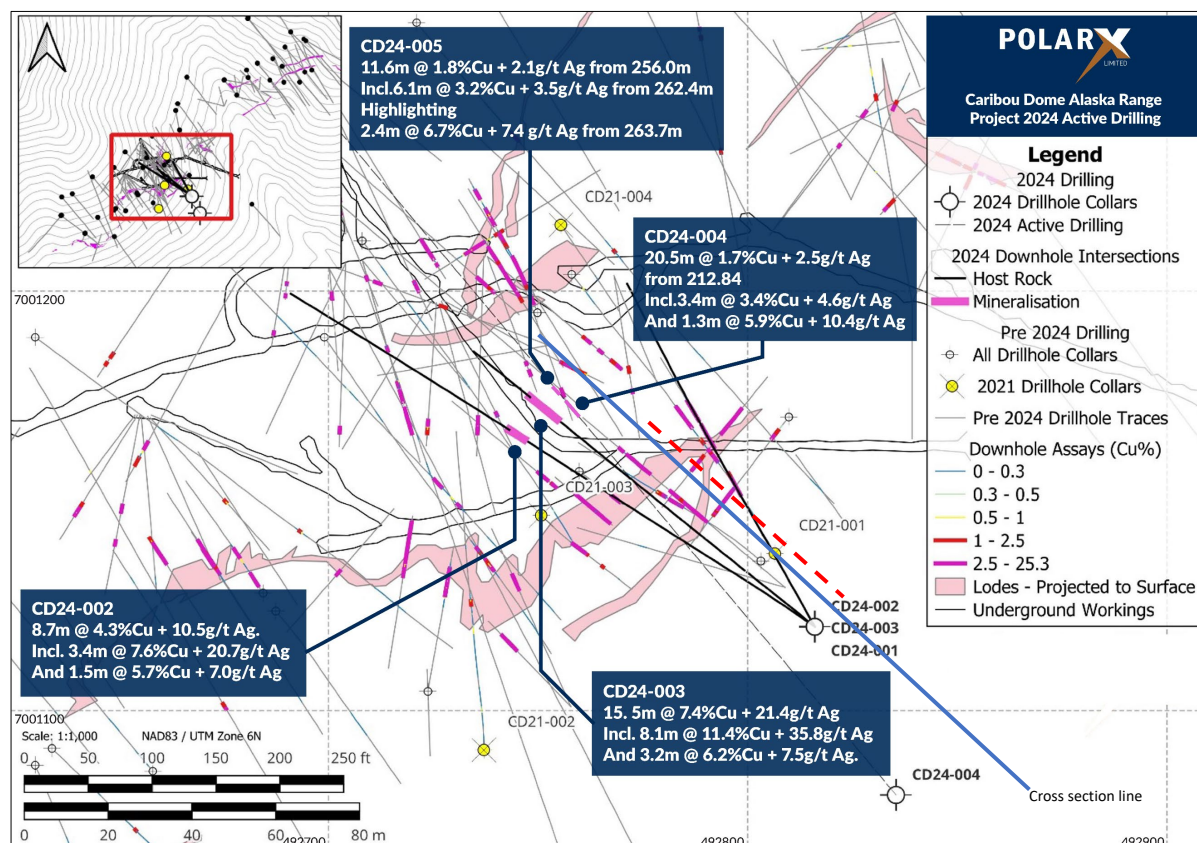 CD24-005
11.6m @ 1.8%Cu + 2.1g/t Ag from 256.0m
Incl.6.1m @ 3.2%Cu + 3.5g/t Ag from 262.4m
Highlighting
2.4m @ 6.7%Cu + 7.4 g/t Ag from 263.7m
POLARX
LIMITED
Caribou Dome Alaska Range
Project 2024 Active Drilling
Legend
2024 Drilling
2024 Drillhole Collars
2024 Active Drilling
2024 Downhole Intersections
Host Rock
Mineralisation
Pre 2024 Drilling
All Drillhole Collars
2021 Drillhole Collars
Pre 2024 Drillhole Traces
Downhole Assays (Cu%)
0 - 0.3
0.3 - 0.5
0.5 - 1
1 - 2.5
2.5 - 25.3
Lodes - Projected to Surface
Underground Workings
CD21-004
CD24-004
20.5m @ 1.7%Cu + 2.5g/t Ag
from 212.84
Incl.3.4m @ 3.4%Cu + 4.6g/t Ag
And 1.3m @ 5.9%Cu + 10.4g/t Ag
7001200
CD21-003
CD21-001
CD24-002
8.7m @ 4.3%Cu + 10.5g/t Ag.
Incl. 3.4m @ 7.6%Cu + 20.7g/t Ag
And 1.5m @ 5.7%Cu + 7.0g/t Ag
CD24-002
CD24-003
CD24-001
CD24-003
15. 5m @ 7.4%Cu + 21.4g/t Ag
Incl. 8.1m @ 11.4%Cu + 35.8g/t Ag
And 3.2m @ 6.2%Cu + 7.5g/t Ag.
CD21-002
7001100
Scale: 1:1,000 NAD83 / UTM Zone 6N
0 50 100 150 200 250 ft
0 20 40 60 80 m
CD24-004
Cross section line
492700
492800
492900